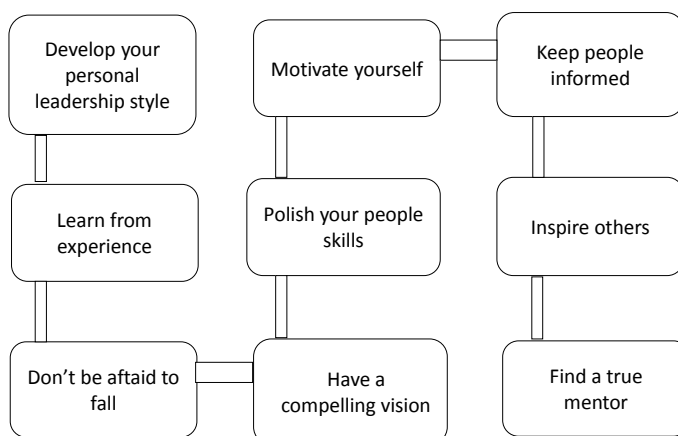 Develop your
personal
leadership style
Learn from
experience
Don’t be aftaid to
fall
Have a
compelling vision
Polish your people
skills
Motivate yourself
Keep people
informed
Inspire others
Find a true
mentor